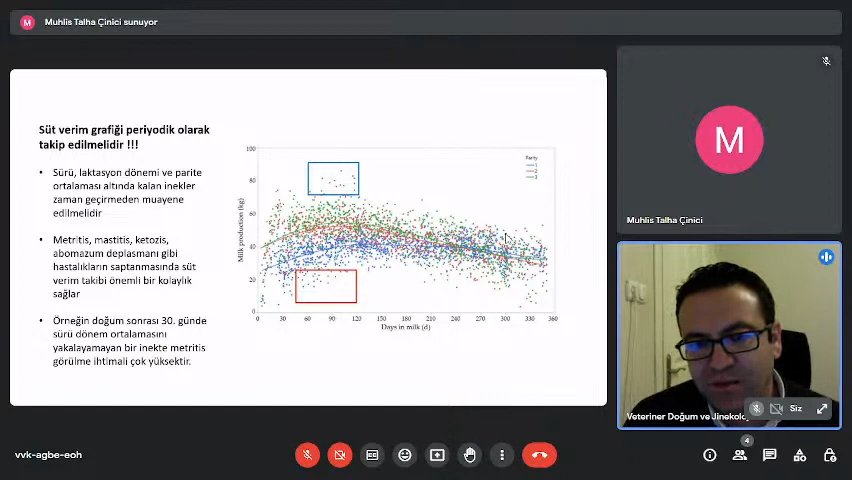 M
Muhlis Talha Çinici sunuyor
Süt verim grafiği periyodik olarak
takip edilmelidir !!!
• Sürü, laktasyon dönemi ve parite
ortalaması altında kalan inekler
zaman geçirmeden muayene
edilmelidir
• Metritis, mastitis, ketozis,
abomazum deplasmanı gibi
hastalıkların saptanmasında süt
verim takibi önemli bir kolaylık
sağlar
• Örneğin doğum sonrası 30. günde
sürü dönem ortalamasını
yakalayamayan bir inekte metritis
görülme ihtimali çok yüksektir.
Milk production (kg)
100
80
60
40
20
0
Parity
1
2
3
0 30 60 90 120 150 180 210 240 270 300 330 360
Days in milk (d)
M
Muhlis Talha Çinici
Veteriner Doğum ve Jinekoloj
Siz
vvk-agbe-eoh
4